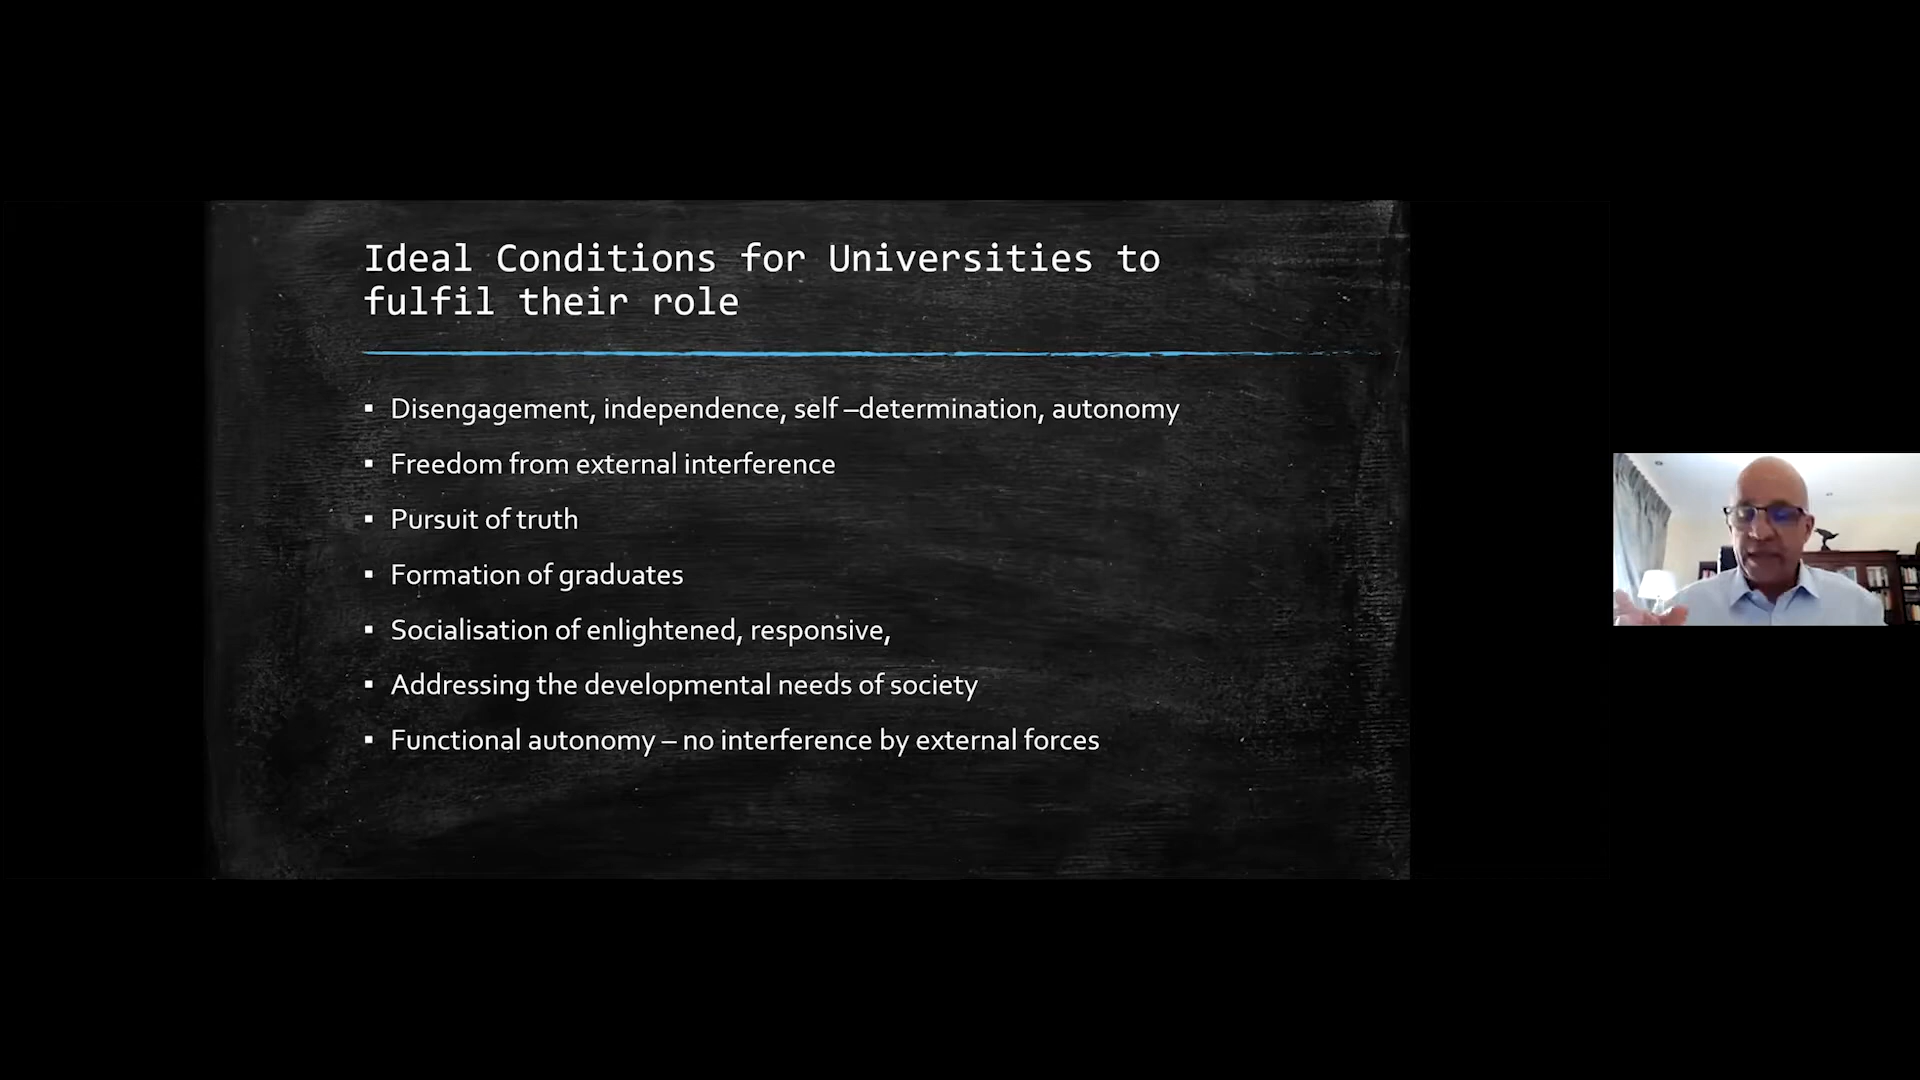 Ideal Conditions for Universities to
fulfil their role
▪ Disengagement, independence, self –determination, autonomy
▪ Freedom from external interference
▪ Pursuit of truth
▪ Formation of graduates
▪ Socialisation of enlightened, responsive,
▪ Addressing the developmental needs of society
▪ Functional autonomy – no interference by external forces